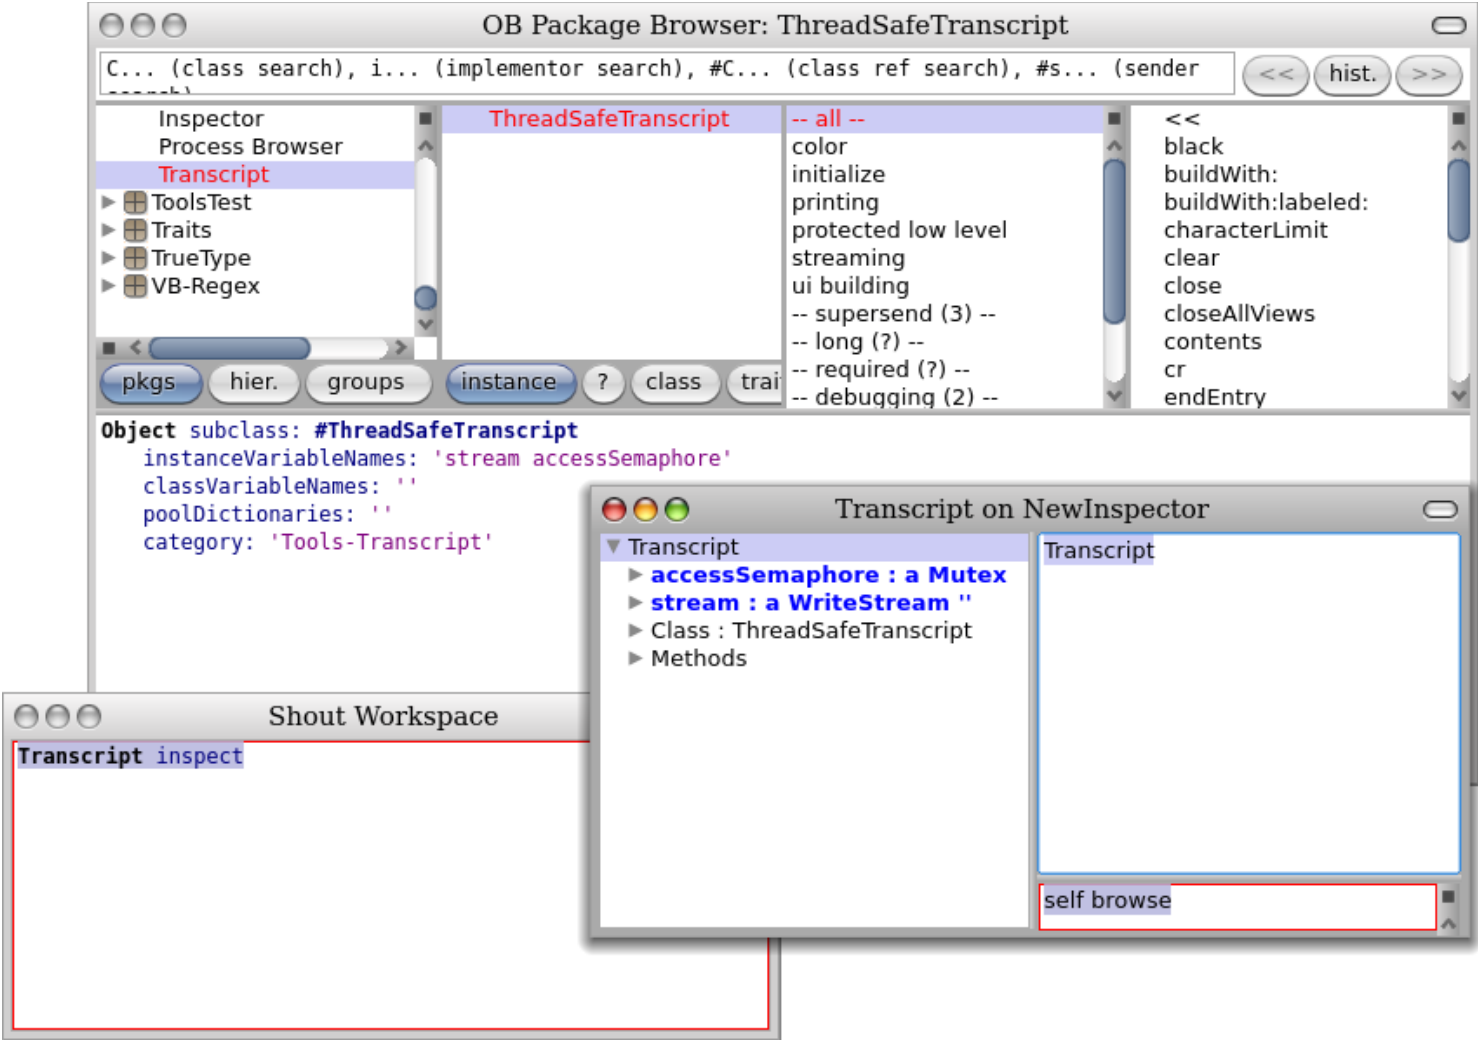 OB Package Browser: ThreadSafeTranscript
C... (class search), i... (implementor search), #C... (class ref search), #s... (sender
search)
<<
hist.
>>
Inspector
Process Browser
Transcript
ToolsTest
Traits
TrueType
VB-Regex
ThreadSafeTranscript
-- all --
color
initialize
printing
protected low level
streaming
ui building
-- supersend (3) --
-- long (?) --
-- required (?) --
-- debugging (2) --
<<
black
buildWith:
buildWith:labeled:
characterLimit
clear
close
closeAllViews
contents
cr
endEntry
pkgs
hier.
groups
instance
?
class
trai
Object subclass: #ThreadSafeTranscript
instanceVariableNames: 'stream accessSemaphore'
classVariableNames: ''
poolDictionaries: ''
category: 'Tools-Transcript'
Transcript on NewInspector
Transcript
accessSemaphore : a Mutex
stream : a WriteStream ''
Class : ThreadSafeTranscript
Methods
Transcript
self browse
Shout Workspace
Transcript inspect